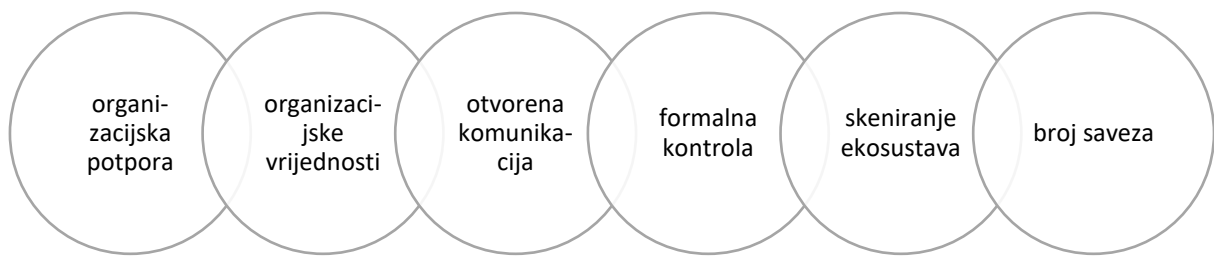 organi-
zacijska
potpora
organizaci-
jske
vrijednosti
otvorena
komunika-
cija
formalna
kontrola
skeniranje
ekosustava
broj saveza